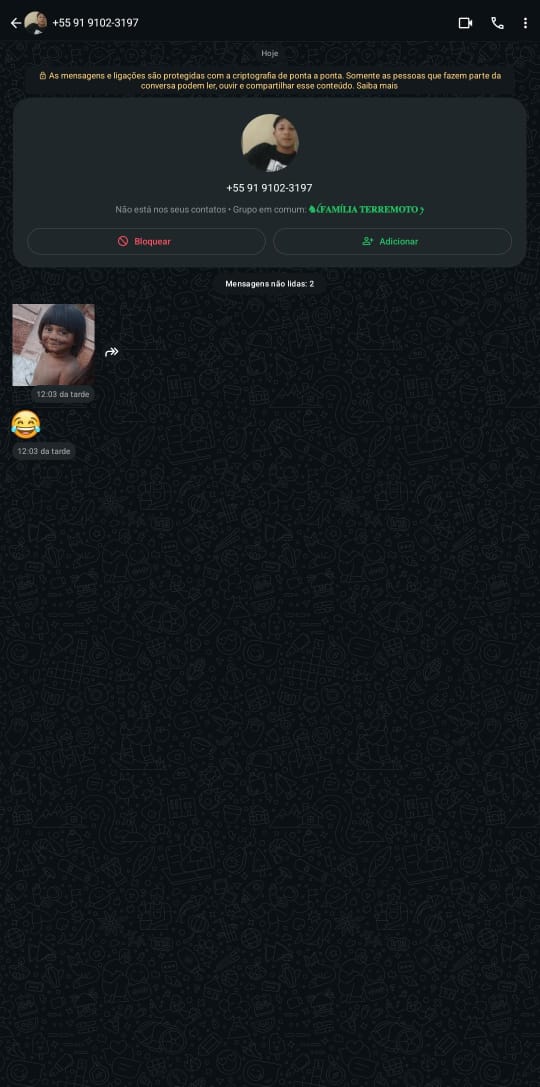 +55 91 9102-3197
Hoje
As mensagens e ligações são protegidas com a criptografia de ponta a ponta. Somente as pessoas que fazem parte da
conversa podem ler, ouvir e compartilhar esse conteúdo. Saiba mais
+55 91 9102-3197
Não está nos seus contatos • Grupo em comum: ♞𝐅𝐀𝐌Í𝐋𝐈𝐀 𝐓𝐄𝐑𝐑𝐄𝐌𝐎𝐓𝐎
Bloquear
Adicionar
Mensagens não lidas: 2
12:03 da tarde
😂
12:03 da tarde